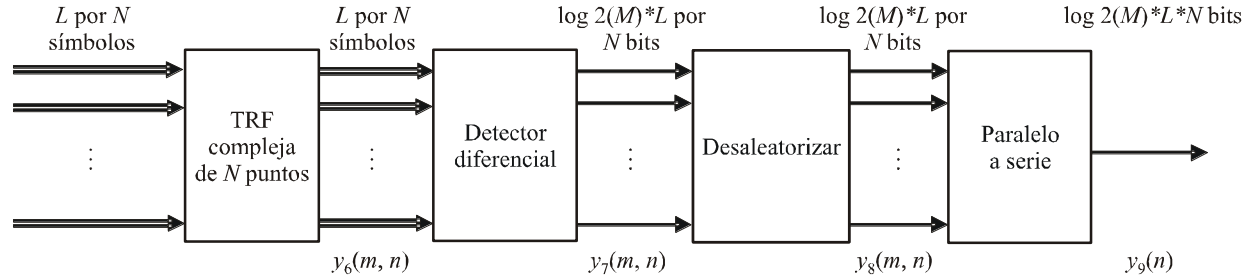 L por N
símbolos
L por N
símbolos
log 2(M)*L por
N bits
log 2(M)*L por
N bits
log 2(M)*L*N bits
TRF
compleja
de N puntos
Detector
diferencial
Desaleatorizar
Paralelo
a serie
y6(m, n)
y7(m, n)
y8(m, n)
y9(n)